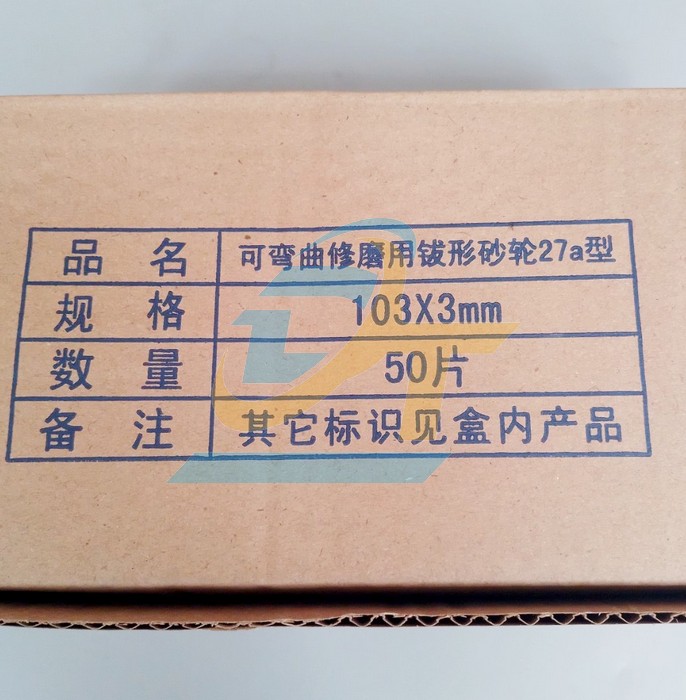 品名 可弯曲修磨用钹形砂轮27a型
规格 103X3mm
数量 50片
备注 其它标识见盒内产品